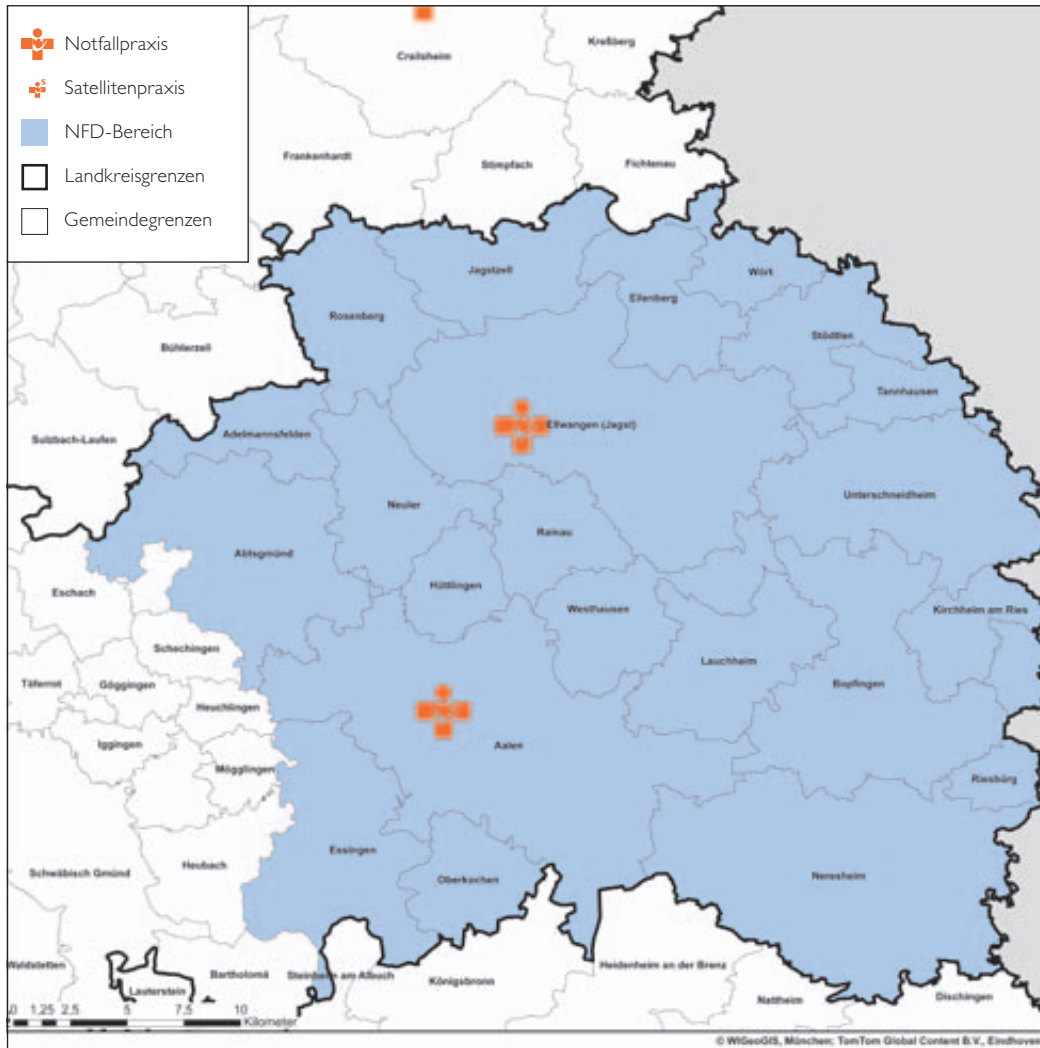 Notfallpraxis
Satellitenpraxis
NFD-Bereich
Landkreisgrenzen
Gemeindegrenzen
Crailsheim
Kreßberg
Frankenhardt
Stimpfach
Fichtenau
Jagstzell
Wört
Ellenberg
Rosenberg
Stödtlen
Bühlerzell
Tannhausen
Ellwangen (Jagst)
Adelmannsfelden
Sulzbach-Laufen
Unterschneidheim
Neuler
Rainau
Abtsgmünd
Hüttlingen
Eschach
Westhausen
Kirchheim am Ries
Schechingen
Lauchheim
Täferrot
Göggingen
Bopfingen
Heuchlingen
Iggingen
Aalen
Mögglingen
Riesbürg
Essingen
Heubach
Schwäbisch Gmünd
Oberkochen
Neresheim
Waldstetten
Bartholomä
Steinheim am Albuch
Königsbronn
Heidenheim an der Brenz
Lauterstein
Nattheim
Dischingen
0 1,25 2,5 5 7,5 10
Kilometer
© WIGeoGIS, München; TomTom Global Content B.V., Eindhoven